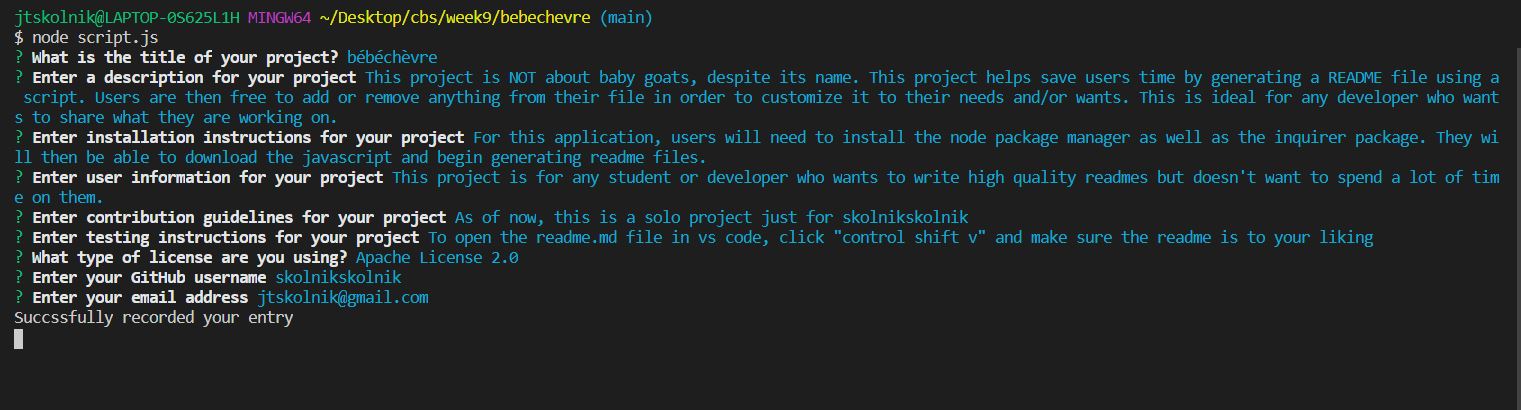 jtskolnik@LAPTOP-0S625L1H MINGW64 ~/Desktop/cbs/week9/bebechevre (main)
$ node script.js
? What is the title of your project? bébéchèvre
? Enter a description for your project This project is NOT about baby goats, despite its name. This project helps save users time by generating a README file using a
 script. Users are then free to add or remove anything from their file in order to customize it to their needs and/or wants. This is ideal for any developer who want
s to share what they are working on.
? Enter installation instructions for your project For this application, users will need to install the node package manager as well as the inquirer package. They wi
ll then be able to download the javascript and begin generating readme files.
? Enter user information for your project This project is for any student or developer who wants to write high quality readmes but doesn't want to spend a lot of tim
e on them.
? Enter contribution guidelines for your project As of now, this is a solo project just for skolnikskolnik
? Enter testing instructions for your project To open the readme.md file in vs code, click "control shift v" and make sure the readme is to your liking
? What type of license are you using? Apache License 2.0
? Enter your GitHub username skolnikskolnik
? Enter your email address jtskolnik@gmail.com
Succssfully recorded your entry